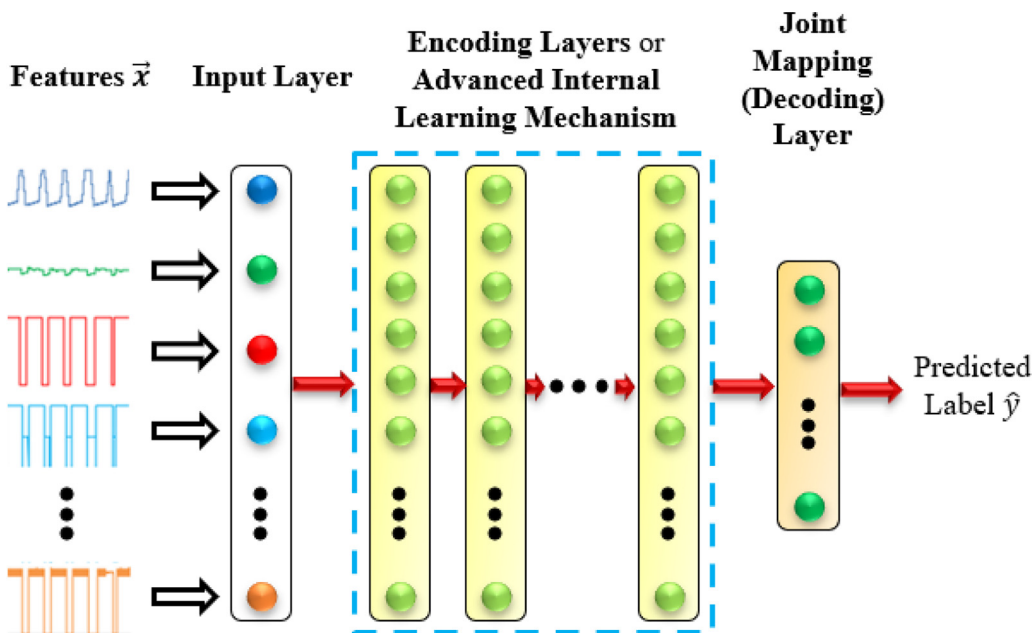 Features x⃗
Input Layer
Encoding Layers or
Advanced Internal
Learning Mechanism
Joint
Mapping
(Decoding)
Layer
Predicted
Label ŷ